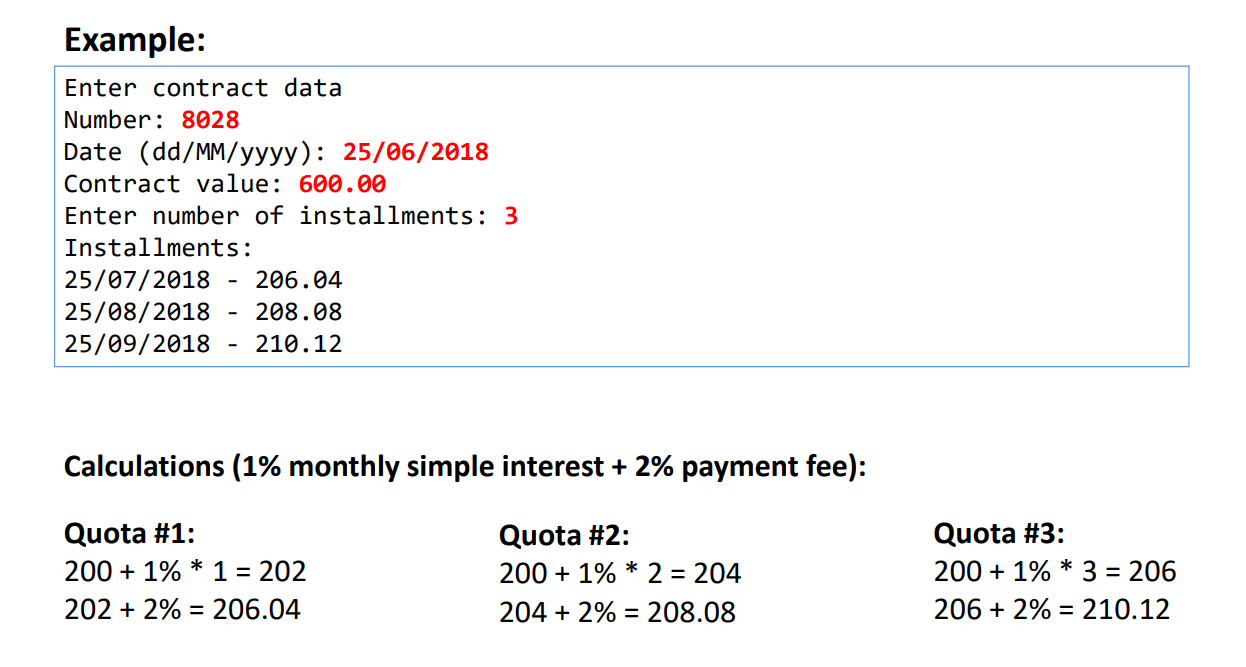 Example:
Enter contract data
Number: 8028
Date (dd/MM/yyyy): 25/06/2018
Contract value: 600.00
Enter number of installments: 3
Installments:
25/07/2018 - 206.04
25/08/2018 - 208.08
25/09/2018 - 210.12
Calculations (1% monthly simple interest + 2% payment fee):
Quota #1:
200 + 1% * 1 = 202
202 + 2% = 206.04
Quota #2:
200 + 1% * 2 = 204
204 + 2% = 208.08
Quota #3:
200 + 1% * 3 = 206
206 + 2% = 210.12